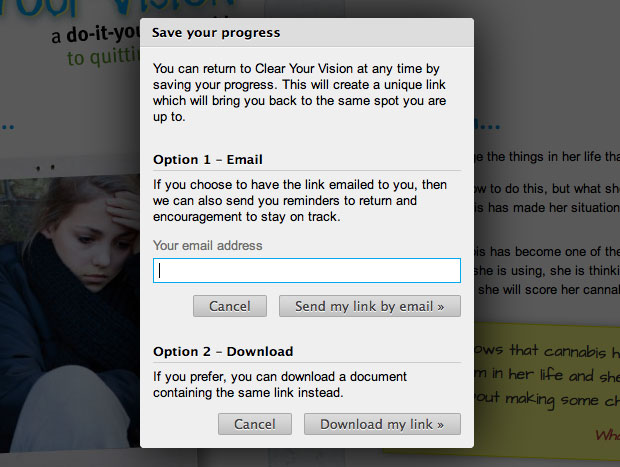 Your Vision
a do-it-you
to quittin
Save your progress
You can return to Clear Your Vision at any time by
saving your progress. This will create a unique link
which will bring you back to the same spot you are
up to.
Option 1 – Email
If you choose to have the link emailed to you, then
we can also send you reminders to return and
encouragement to stay on track.
Your email address
Cancel Send my link by email »
Option 2 – Download
If you prefer, you can download a document
containing the same link instead.
Cancel Download my link »
...
...
ge the things in her life tha
ow to do this, but what she
is has made her situation
is has become one of the
she is using, she is thinki
she will score her canna
ows that cannabis h
m in her life and she
out making some ch
Wha